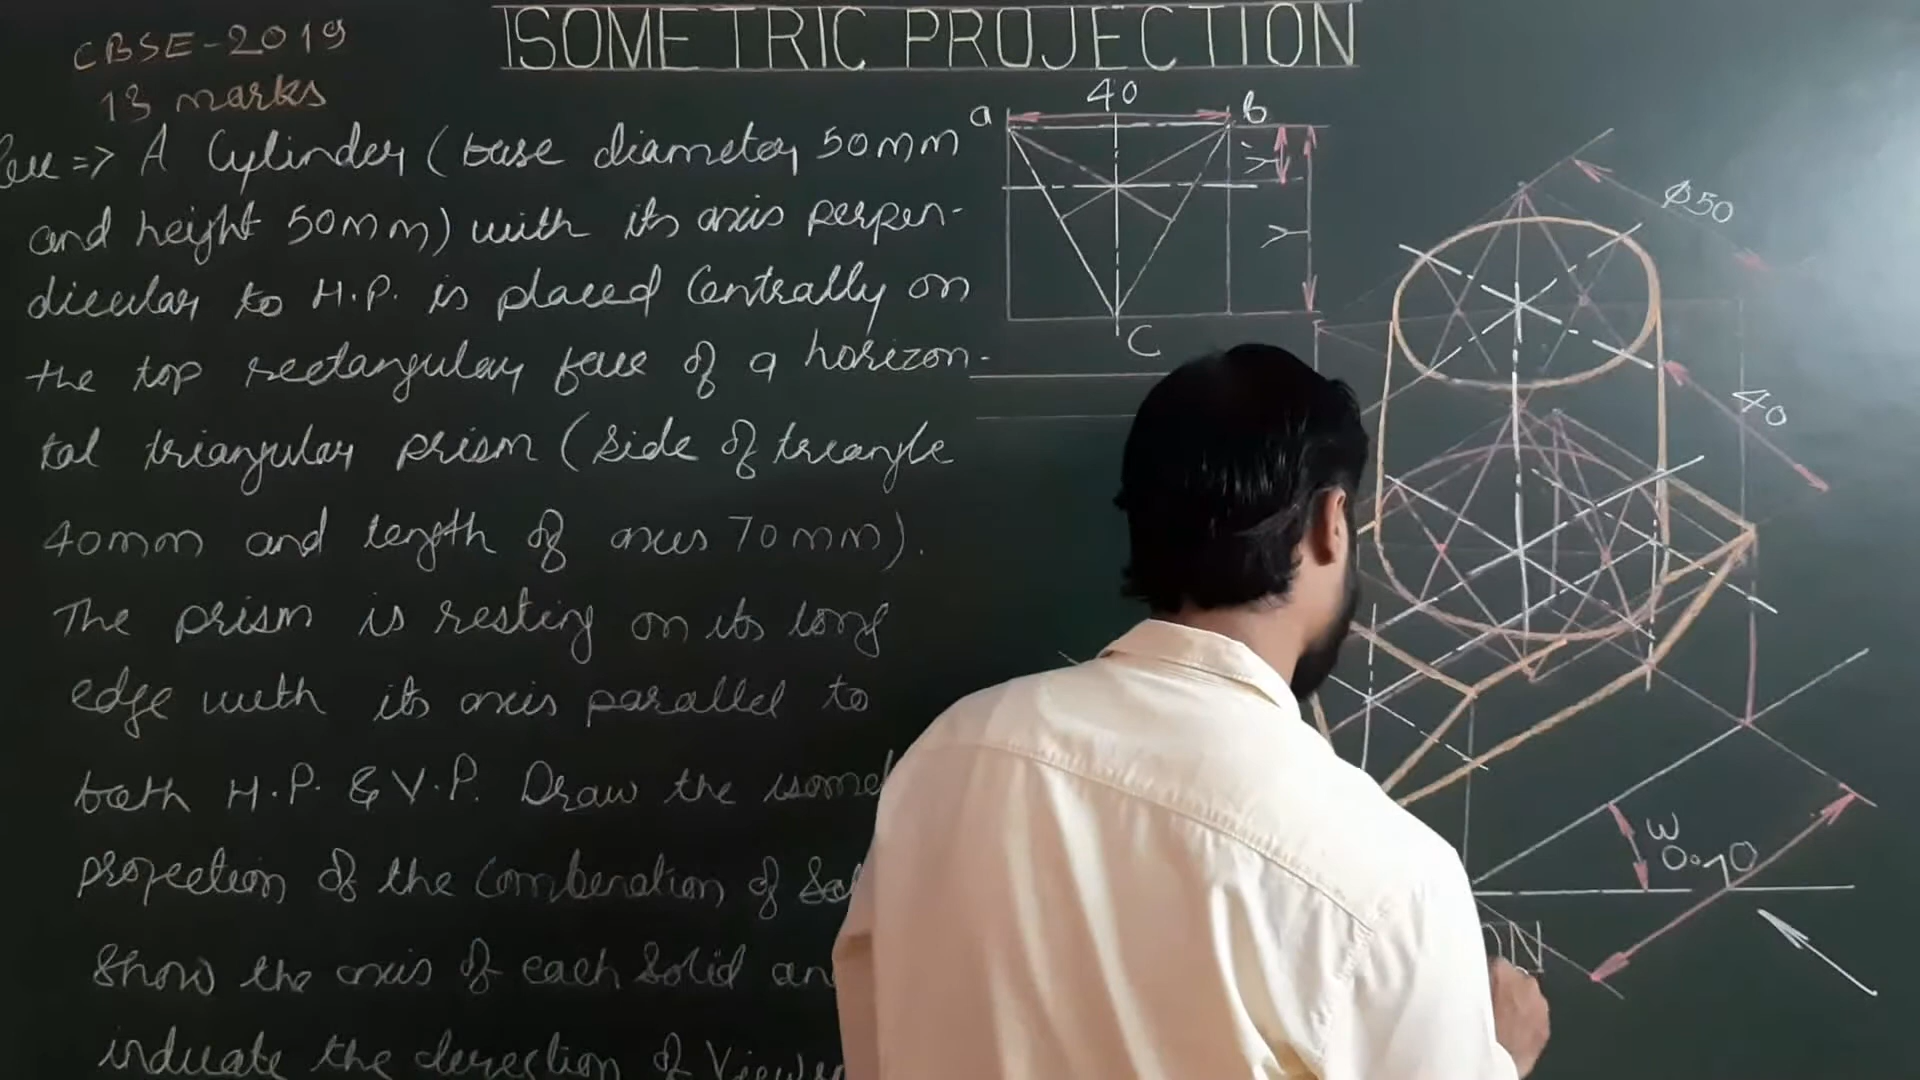 CBSE-2019
13 marks
ISOMETRIC PROJECTION
=> A Cylinder (base diameter 50mm
and height 50mm) with its axis perpen-
dicular to H.P. is placed Centrally on
the top rectangular face of a horizon-
tal triangular prism (side of triangle
40mm and length of axis 70mm).
The prism is resting on its long
edge with its axis parallel to
both H.P. & V.P. Draw the isomet
projection of the Combination of Sol
Show the axis of each Solid an
indicate the direction of View
a
40
b
Y'
Y
C
ø50
40
30°
70
ON